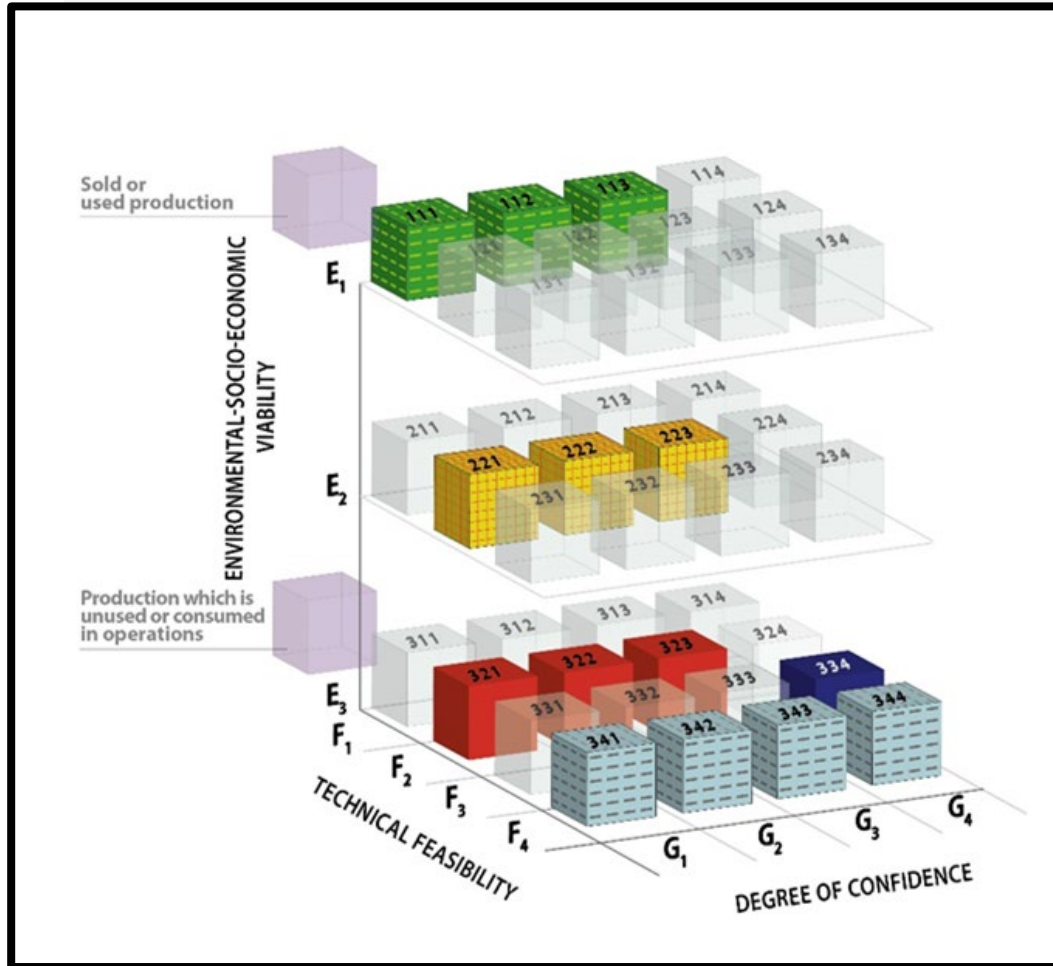 Sold or
used production
ENVIRONMENTAL-SOCIO-ECONOMIC
VIABILITY
E1
111
112
113
114
121
122
123
124
131
132
133
134
E2
211
212
213
214
221
222
223
224
231
232
233
234
Production which is
unused or consumed
in operations
E3
311
312
313
314
321
322
323
324
331
332
333
334
341
342
343
344
F1
F2
F3
F4
TECHNICAL FEASIBILITY
G1
G2
G3
G4
DEGREE OF CONFIDENCE